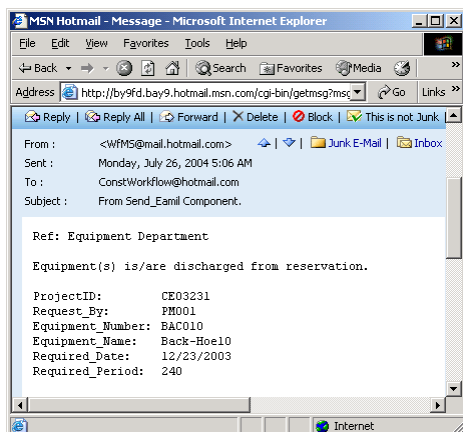 MSN Hotmail - Message - Microsoft Internet Explorer
File Edit View Favorites Tools Help
Back Search Favorites Media »
Address http://by9fd.bay9.hotmail.msn.com/cgi-bin/getmsg?msg Go Links »
Reply | Reply All | Forward | Delete | Block | This is not Junk |
From : <WfMS@mail.hotmail.com> | | Junk E-Mail | Inbox
Sent : Monday, July 26, 2004 5:06 AM
To : ConstWorkflow@hotmail.com
Subject : From Send_Eamil Component.
Ref: Equipment Department
Equipment(s) is/are discharged from reservation.
ProjectID: CE03231
Request_By: PM001
Equipment_Number: BAC010
Equipment_Name: Back-Hoe10
Required_Date: 12/23/2003
Required_Period: 240
Internet